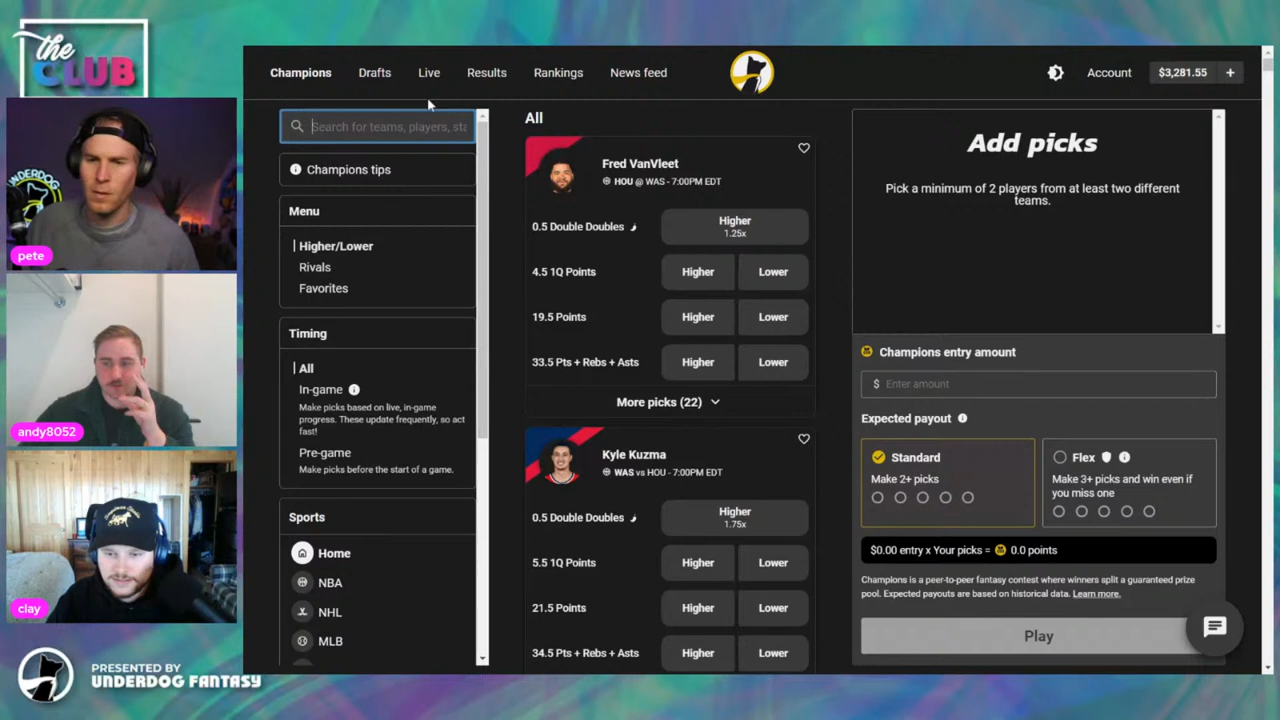 the
CLUB
pete
andy8052
clay
PRESENTED BY
UNDERDOG FANTASY
Champions
Drafts
Live
Results
Rankings
News feed
Account
$3,281.55 +
Search for teams, players, sta
Champions tips
Menu
Higher/Lower
Rivals
Favorites
Timing
All
In-game
Make picks based on live, in-game
progress. These update frequently, so act
fast!
Pre-game
Make picks before the start of a game.
Sports
Home
NBA
NHL
MLB
All
Fred VanVleet
HOU @ WAS - 7:00PM EDT
0.5 Double Doubles
Higher
1.25x
4.5 1Q Points
Higher
Lower
19.5 Points
Higher
Lower
33.5 Pts + Rebs + Asts
Higher
Lower
More picks (22)
Kyle Kuzma
WAS vs HOU - 7:00PM EDT
0.5 Double Doubles
Higher
1.75x
5.5 1Q Points
Higher
Lower
21.5 Points
Higher
Lower
34.5 Pts + Rebs + Asts
Higher
Lower
Add picks
Pick a minimum of 2 players from at least two different
teams.
Champions entry amount
$ Enter amount
Expected payout
Standard
Make 2+ picks
Flex
Make 3+ picks and win even if
you miss one
$0.00 entry x Your picks = 0.0 points
Champions is a peer-to-peer fantasy contest where winners split a guaranteed prize
pool. Expected payouts are based on historical data. Learn more.
Play